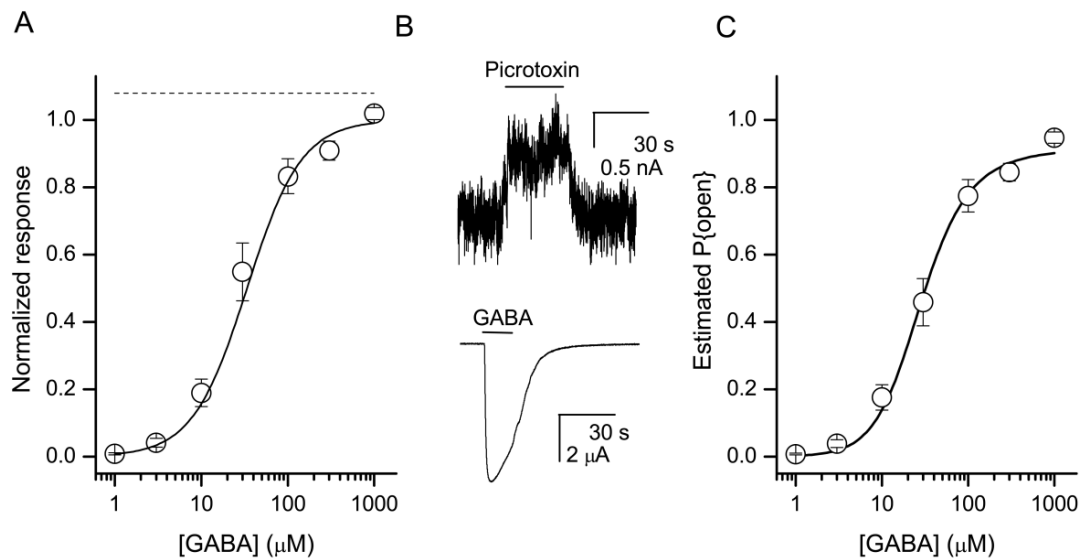 A
Normalized response
1.0
0.8
0.6
0.4
0.2
0.0
1
10
100
1000
[GABA] (μM)
B
Picrotoxin
30 s
0.5 nA
GABA
30 s
2 μA
C
Estimated P{open}
1.0
0.8
0.6
0.4
0.2
0.0
1
10
100
1000
[GABA] (μM)